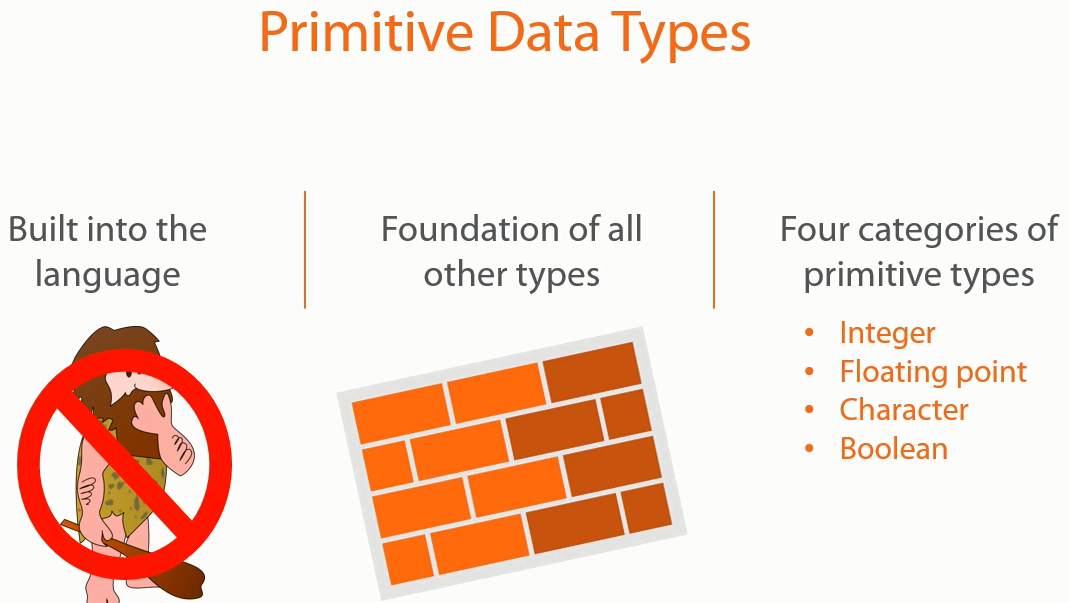 Primitive Data Types
Built into the
language
Foundation of all
other types
Four categories of
primitive types
• Integer
• Floating point
• Character
• Boolean